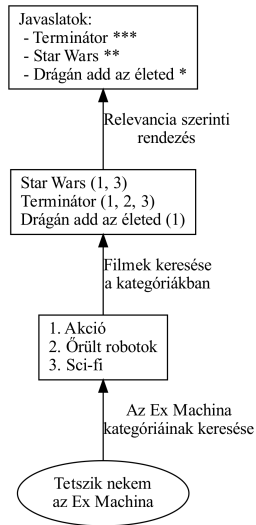 Javaslatok:
- Terminátor ***
- Star Wars **
- Drágán add az életed *
Relevancia szerinti
rendezés
Star Wars (1, 3)
Terminátor (1, 2, 3)
Drágán add az életed (1)
Filmek keresése
a kategóriákban
1. Akció
2. Őrült robotok
3. Sci-fi
Az Ex Machina
kategóriáinak keresése
Tetszik nekem
az Ex Machina